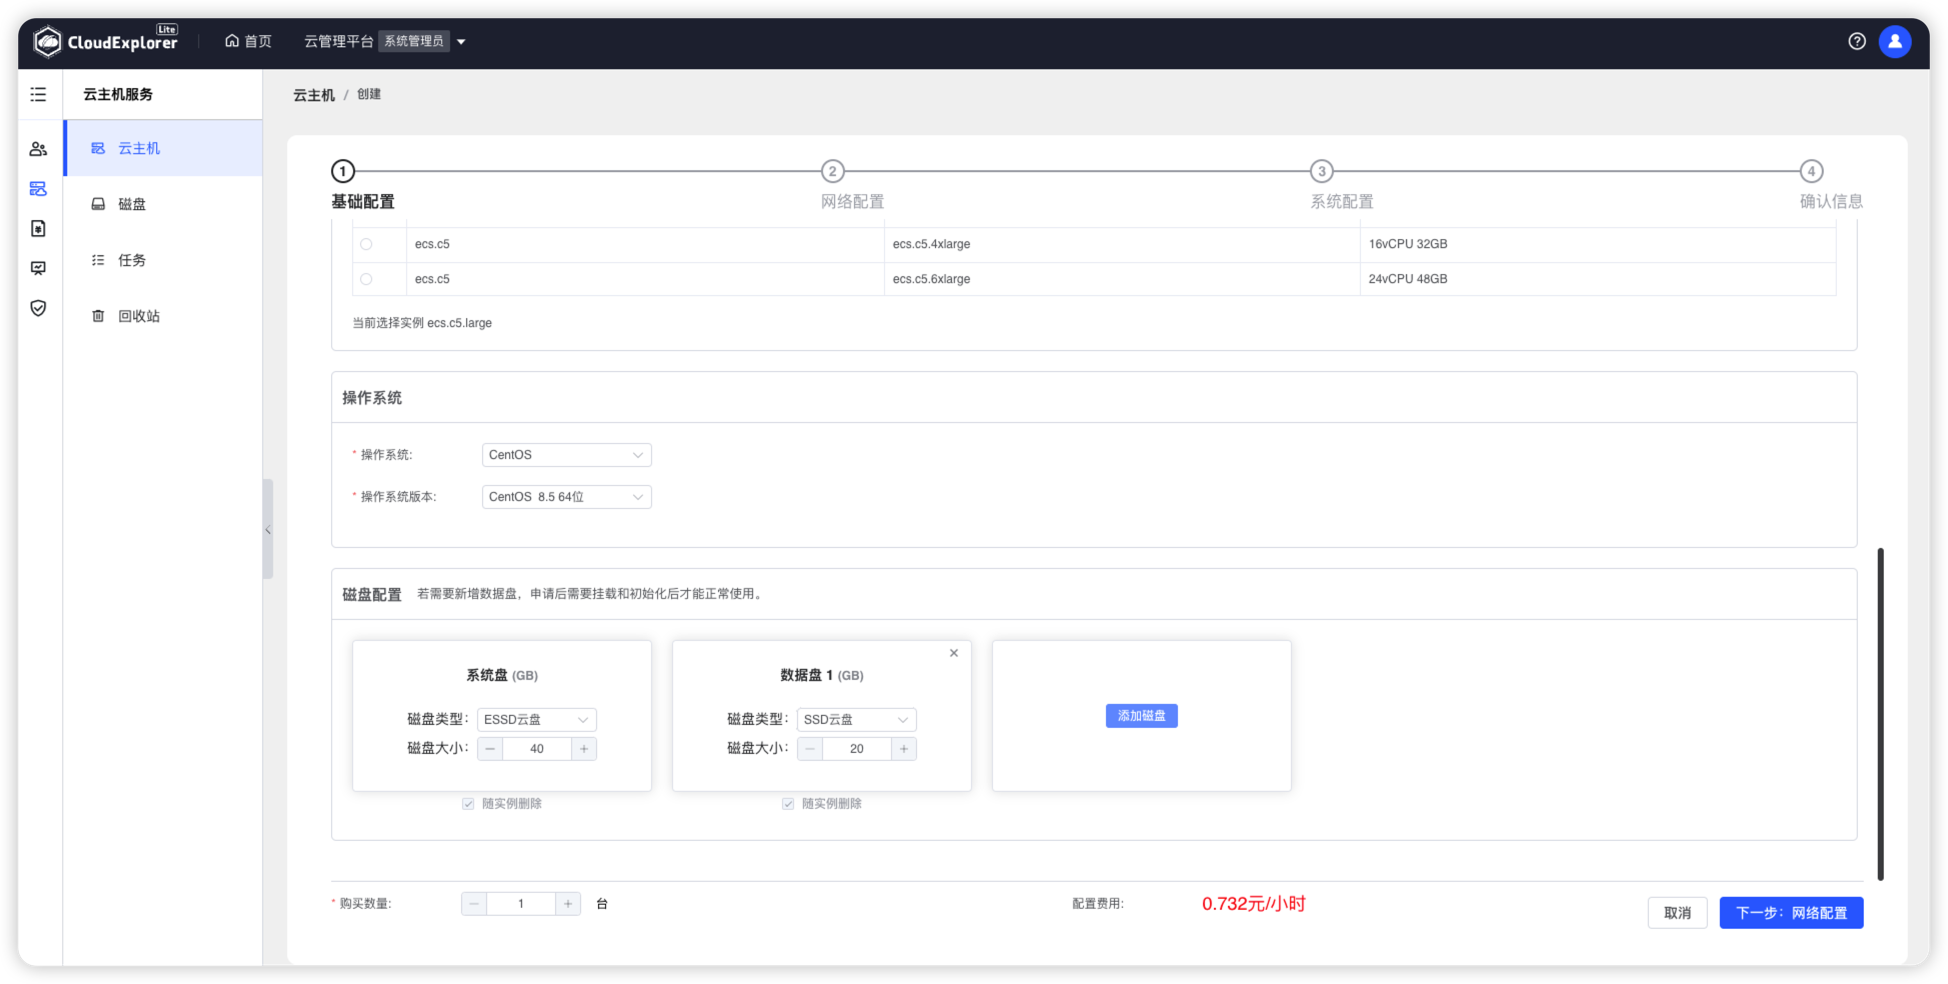 CloudExplorer Lite 首页 云管理平台 系统管理员
云主机服务
云主机
磁盘
任务
回收站
云主机 / 创建
1 2 3 4
基础配置 网络配置 系统配置 确认信息
ecs.c5 ecs.c5.4xlarge 16vCPU 32GB
ecs.c5 ecs.c5.6xlarge 24vCPU 48GB
当前选择实例 ecs.c5.large
操作系统
* 操作系统: CentOS
* 操作系统版本: CentOS 8.5 64位
磁盘配置 若需要新增数据盘，申请后需要挂载和初始化后才能正常使用。
系统盘 (GB)
磁盘类型: ESSD云盘
磁盘大小: 40
随实例删除
数据盘 1 (GB)
磁盘类型: SSD云盘
磁盘大小: 20
随实例删除
添加磁盘
* 购买数量: 1 台
配置费用: 0.732元/小时
取消 下一步：网络配置